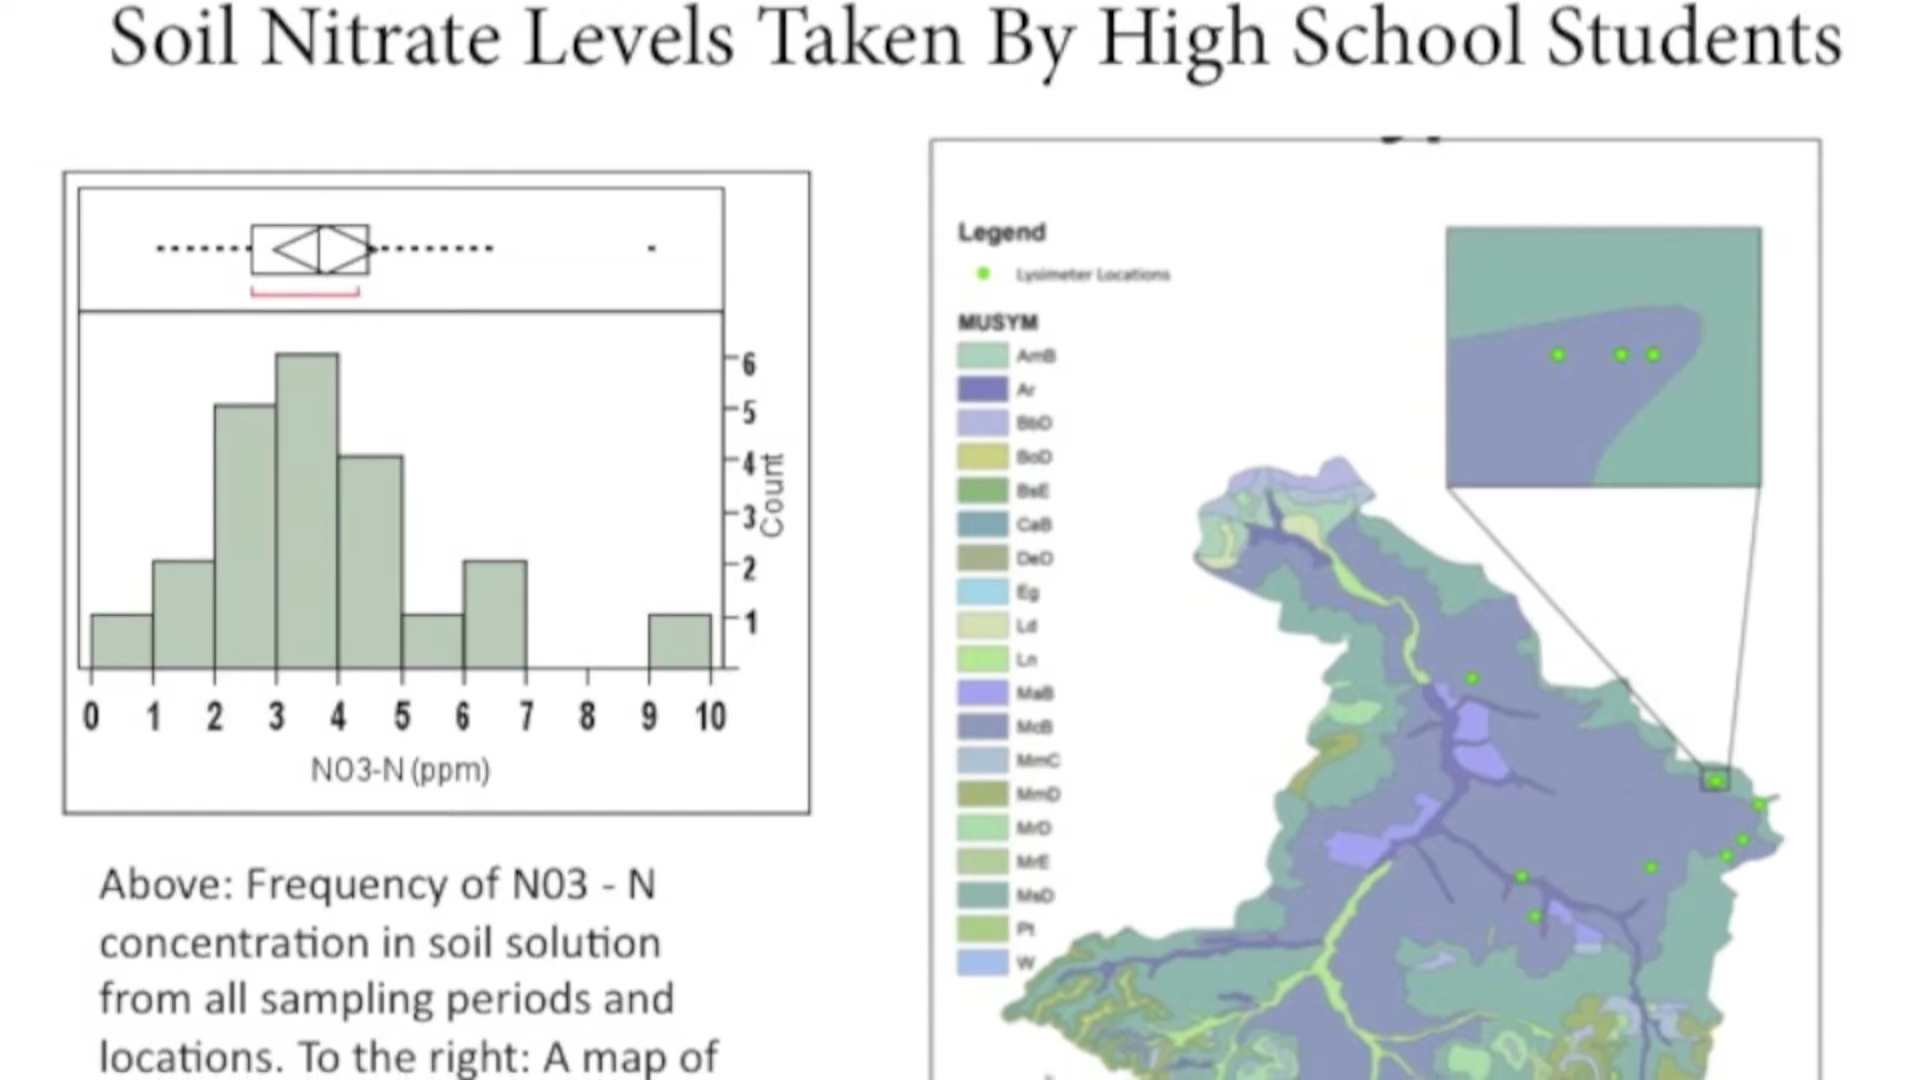 Soil Nitrate Levels Taken By High School Students
6
5
4
3
2
1
Count
0 1 2 3 4 5 6 7 8 9 10
NO3-N (ppm)
Above: Frequency of N03 - N
concentration in soil solution
from all sampling periods and
locations. To the right: A map of
Legend
Lysimeter Locations
MUSYM
AmB
Ar
BbD
BoD
BsE
CaB
DeD
Eg
Ld
Ln
MaB
McB
MmC
MmD
MrD
MrE
MsD
Pt
W